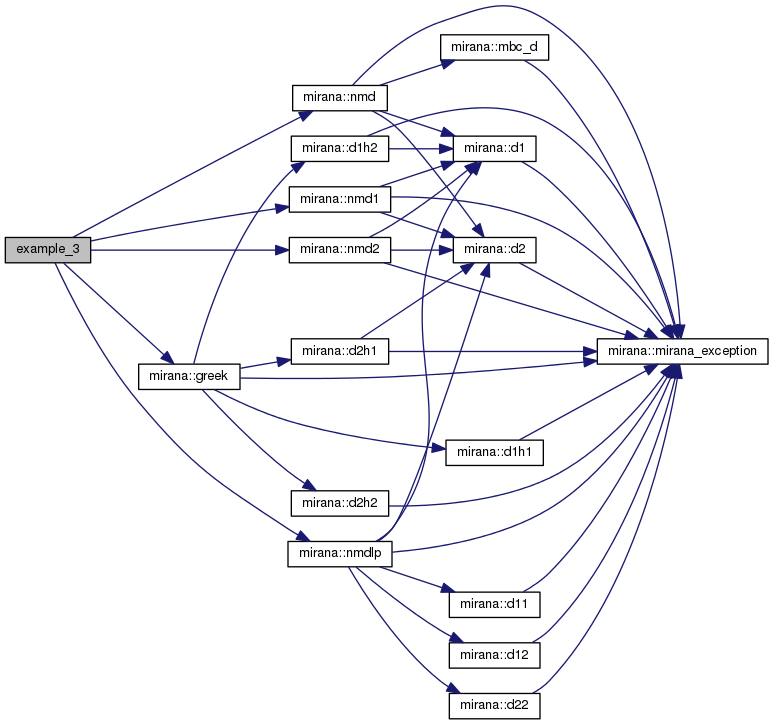 mirana::mbc_d
mirana::nmd
mirana::d1h2
mirana::d1
mirana::nmd1
example_3
mirana::nmd2
mirana::d2
mirana::d2h1
mirana::mirana_exception
mirana::greek
mirana::d1h1
mirana::d2h2
mirana::nmdlp
mirana::d11
mirana::d12
mirana::d22